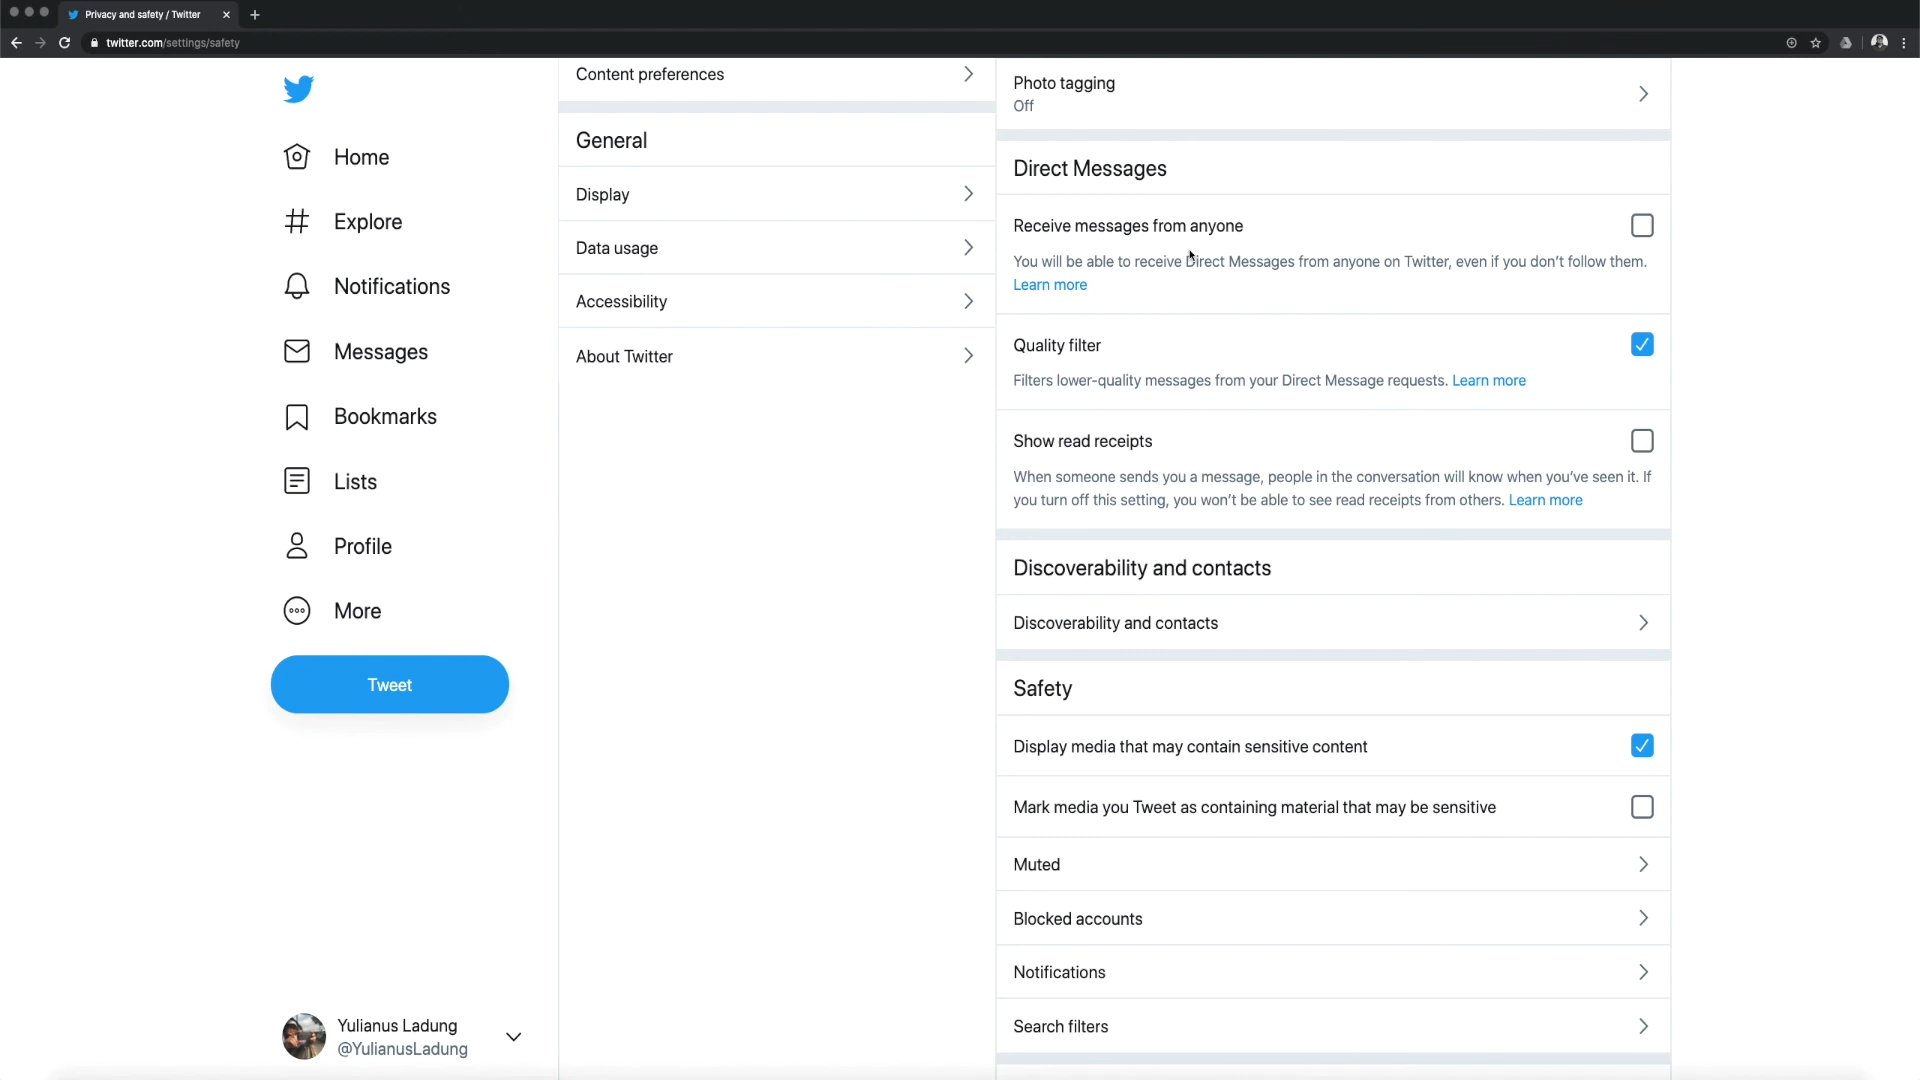 Privacy and safety / Twitter
twitter.com/settings/safety
Home
Explore
Notifications
Messages
Bookmarks
Lists
Profile
More
Tweet
Yulianus Ladung
@YulianusLadung
Content preferences
General
Display
Data usage
Accessibility
About Twitter
Photo tagging
Off
Direct Messages
Receive messages from anyone
You will be able to receive Direct Messages from anyone on Twitter, even if you don’t follow them.
Learn more
Quality filter
Filters lower-quality messages from your Direct Message requests. Learn more
Show read receipts
When someone sends you a message, people in the conversation will know when you’ve seen it. If
you turn off this setting, you won’t be able to see read receipts from others. Learn more
Discoverability and contacts
Discoverability and contacts
Safety
Display media that may contain sensitive content
Mark media you Tweet as containing material that may be sensitive
Muted
Blocked accounts
Notifications
Search filters